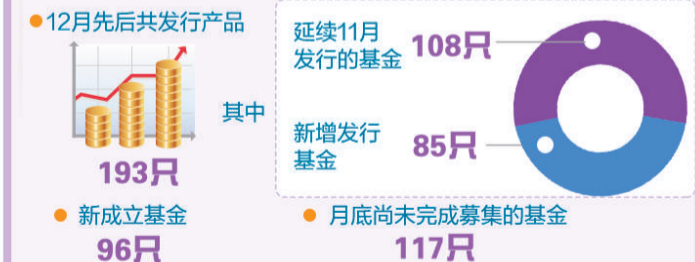 ●12月先后共发行产品
193只
其中
延续11月
发行的基金
108只
新增发行
基金
85只
● 新成立基金
96只
● 月底尚未完成募集的基金
117只